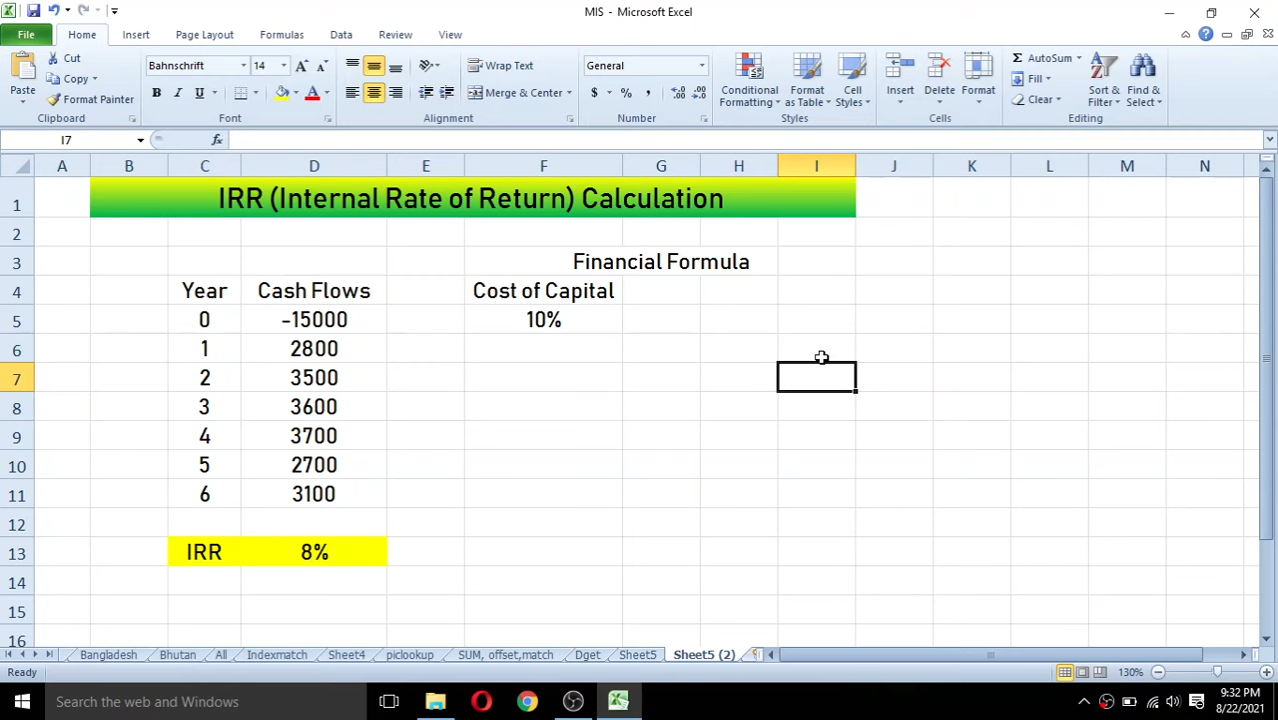 MIS - Microsoft Excel
File Home Insert Page Layout Formulas Data Review View
Paste
Cut
Copy
Format Painter
Clipboard
Bahnschrift 14 A A
B I U A
Font
Wrap Text
Merge & Center
Alignment
General
$ % ,
Number
Conditional Formatting
Format as Table
Cell Styles
Styles
Insert Delete Format
Cells
Σ AutoSum
Fill
Clear
Sort & Filter
Find & Select
Editing
I7 fx
A B C D E F G H I J K L M N
1 IRR (Internal Rate of Return) Calculation
2
3 Financial Formula
4 Year Cash Flows Cost of Capital
5 0 -15000 10%
6 1 2800
7 2 3500
8 3 3600
9 4 3700
10 5 2700
11 6 3100
12
13 IRR 8%
14
15
16
Bangladesh Bhutan All Indexmatch Sheet4 piclookup SUM, offset,match Dget Sheet5 Sheet5 (2)
Ready 130%
Search the web and Windows
9:32 PM
8/22/2021